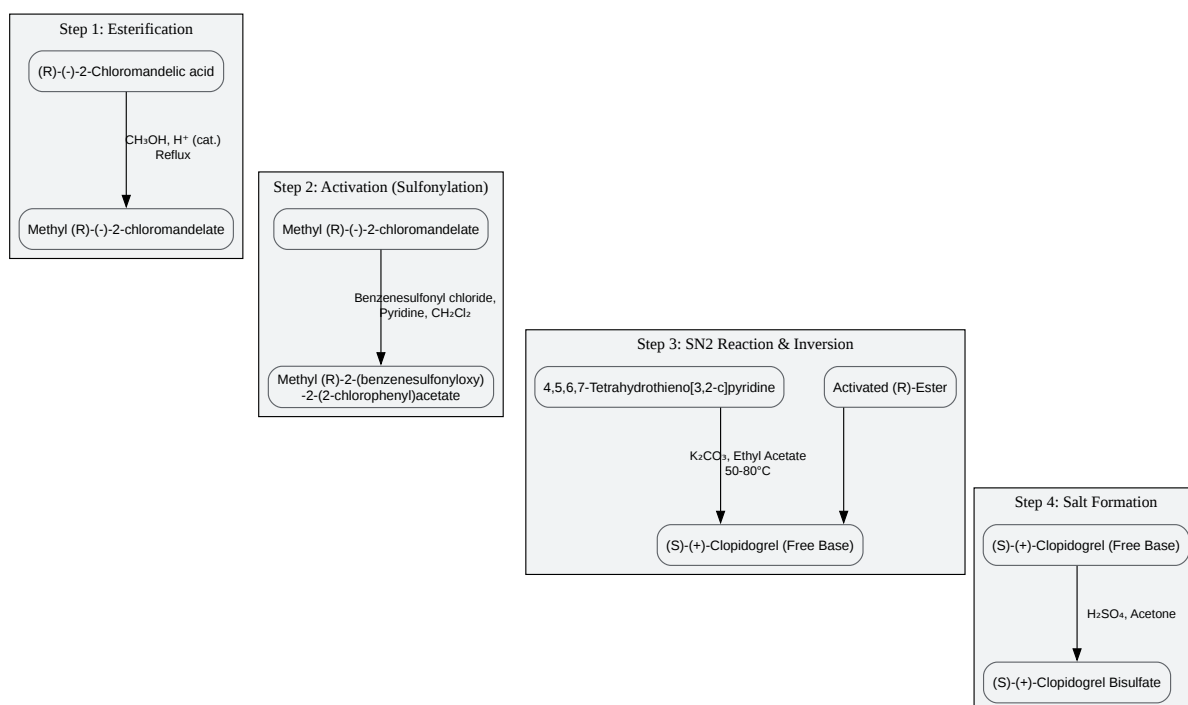 Step 1: Esterification
(R)-(-)-2-Chloromandelic acid
CH₃OH, H⁺ (cat.)
Reflux
Methyl (R)-(-)-2-chloromandelate
Step 2: Activation (Sulfonylation)
Methyl (R)-(-)-2-chloromandelate
Benzenesulfonyl chloride,
Pyridine, CH₂Cl₂
Methyl (R)-2-(benzenesulfonyloxy)
-2-(2-chlorophenyl)acetate
Step 3: SN2 Reaction & Inversion
4,5,6,7-Tetrahydrothieno[3,2-c]pyridine
Activated (R)-Ester
K₂CO₃, Ethyl Acetate
50-80°C
(S)-(+)-Clopidogrel (Free Base)
Step 4: Salt Formation
(S)-(+)-Clopidogrel (Free Base)
H₂SO₄, Acetone
(S)-(+)-Clopidogrel Bisulfate